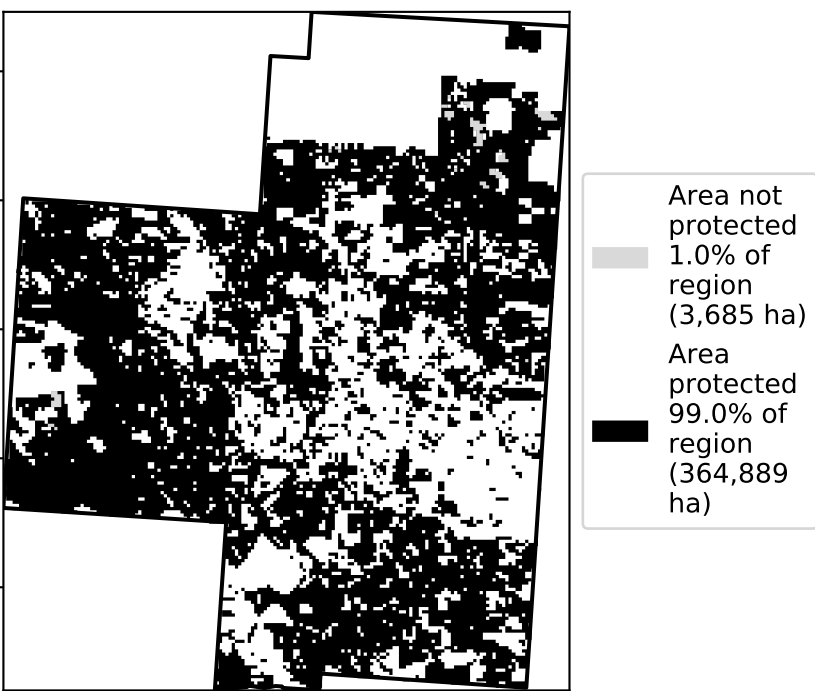 Area not
protected
1.0% of
region
(3,685 ha)
Area
protected
99.0% of
region
(364,889
ha)